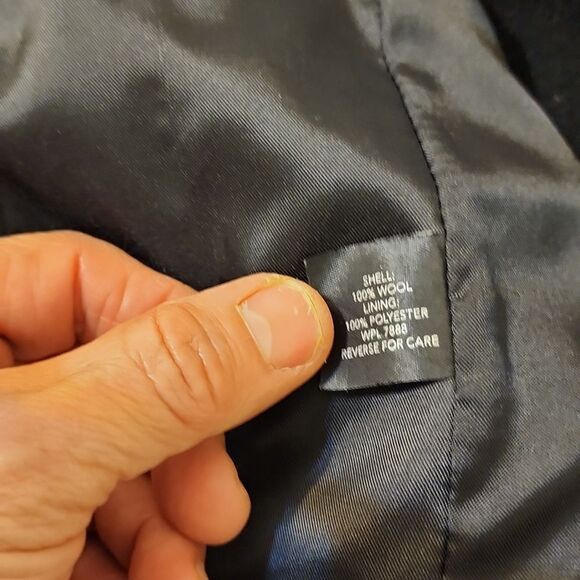 SHELL:
100% WOOL
LINING:
100% POLYESTER
WPL 7888
REVERSE FOR CARE